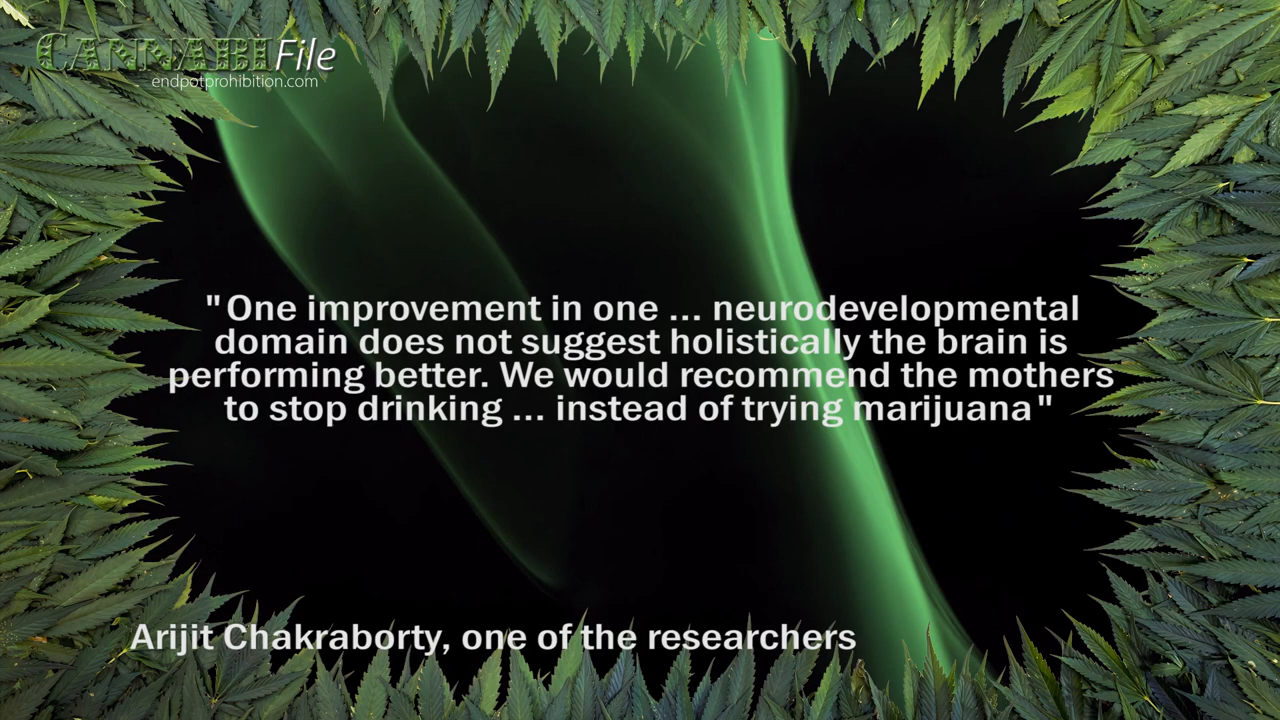 CANNABIFile
endpotprohibition.com
"One improvement in one ... neurodevelopmental
domain does not suggest holistically the brain is
performing better. We would recommend the mothers
to stop drinking ... instead of trying marijuana"
Arijit Chakraborty, one of the researchers